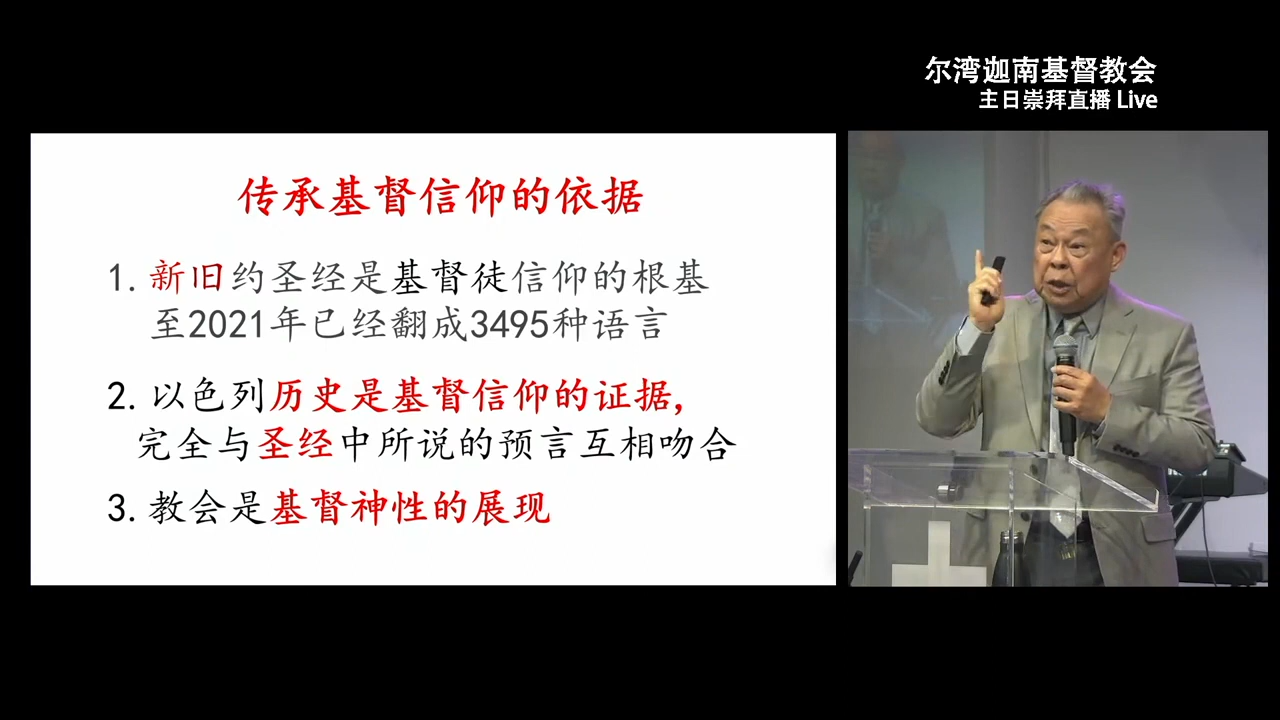 尔湾迦南基督教会
主日崇拜直播 Live
传承基督信仰的依据
1. 新旧约圣经是基督徒信仰的根基
至2021年已经翻成3495种语言
2. 以色列历史是基督信仰的证据,
完全与圣经中所说的预言互相吻合
3. 教会是基督神性的展现